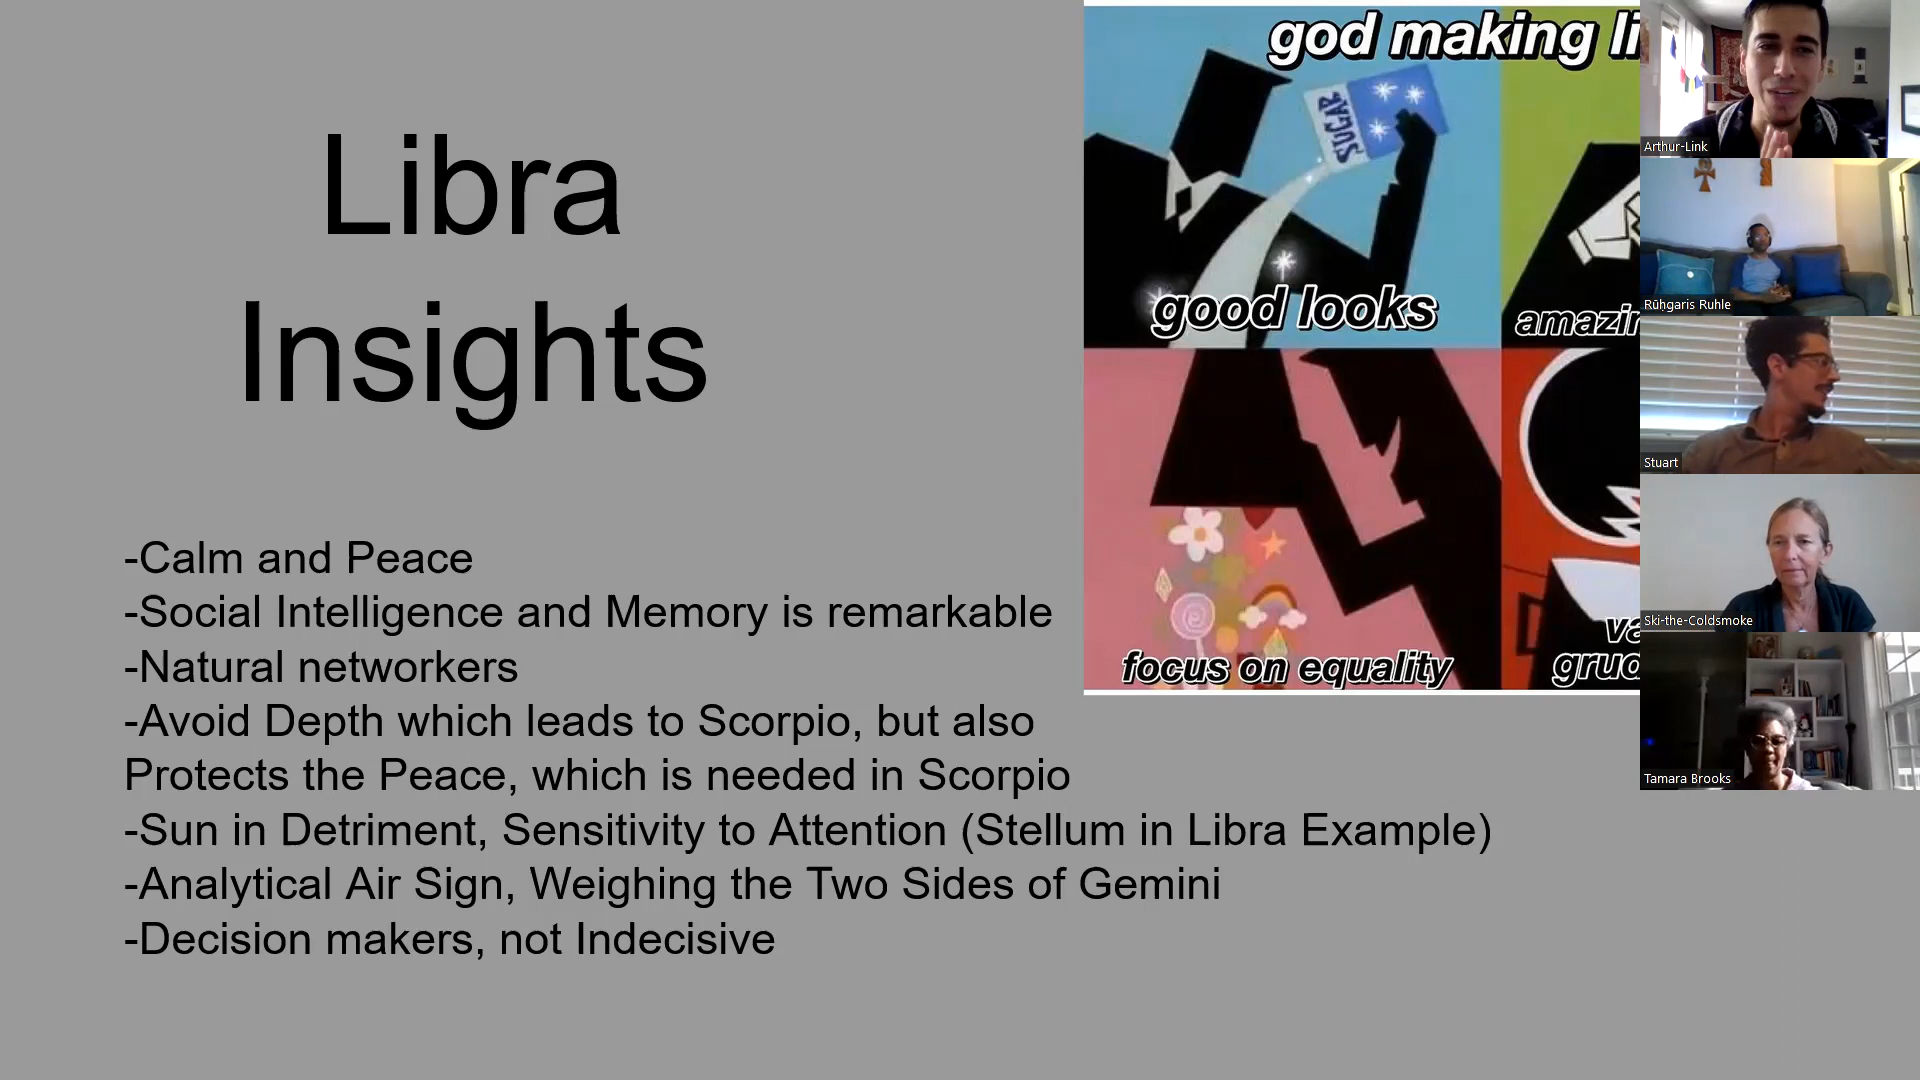 Libra
Insights
-Calm and Peace
-Social Intelligence and Memory is remarkable
-Natural networkers
-Avoid Depth which leads to Scorpio, but also
Protects the Peace, which is needed in Scorpio
-Sun in Detriment, Sensitivity to Attention (Stellum in Libra Example)
-Analytical Air Sign, Weighing the Two Sides of Gemini
-Decision makers, not Indecisive
god making li
SUGAR
good looks
focus on equality
Arthur-Link
Rūḥgaris Ruhle
Stuart
Ski-the-Coldsmoke
Tamara Brooks